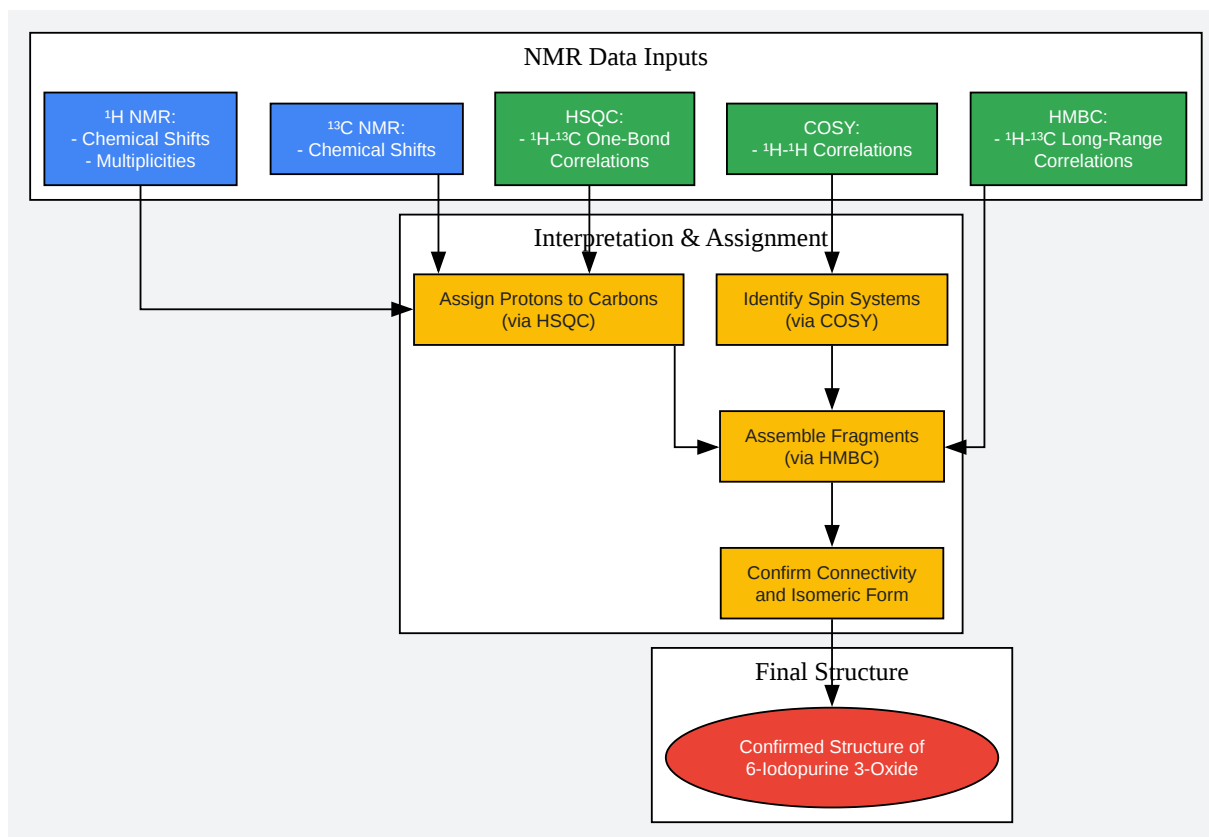 NMR Data Inputs
¹H NMR:
- Chemical Shifts
- Multiplicities
¹³C NMR:
- Chemical Shifts
HSQC:
- ¹H-¹³C One-Bond
Correlations
COSY:
- ¹H-¹H Correlations
HMBC:
- ¹H-¹³C Long-Range
Correlations
Interpretation & Assignment
Assign Protons to Carbons
(via HSQC)
Identify Spin Systems
(via COSY)
Assemble Fragments
(via HMBC)
Confirm Connectivity
and Isomeric Form
Final Structure
Confirmed Structure of
6-Iodopurine 3-Oxide